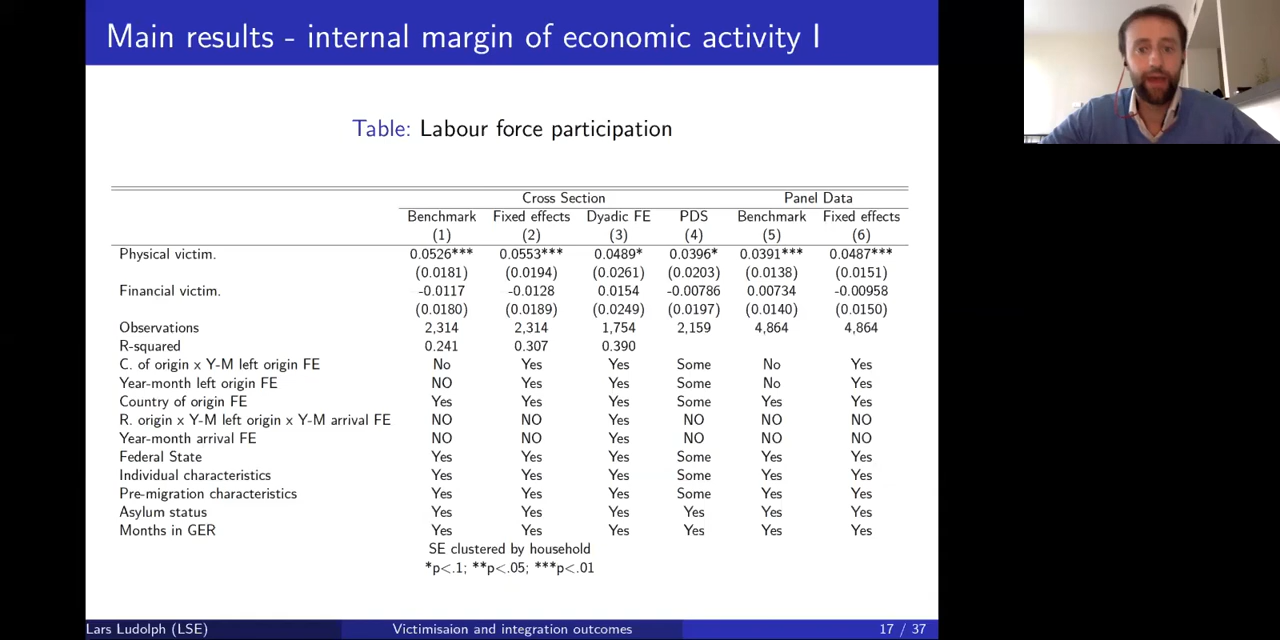 Main results - internal margin of economic activity I
Table: Labour force participation
Cross Section Panel Data
Benchmark Fixed effects Dyadic FE PDS Benchmark Fixed effects
(1) (2) (3) (4) (5) (6)
Physical victim. 0.0526*** 0.0553*** 0.0489* 0.0396* 0.0391*** 0.0487***
(0.0181) (0.0194) (0.0261) (0.0203) (0.0138) (0.0151)
Financial victim. -0.0117 -0.0128 0.0154 -0.00786 0.00734 -0.00958
(0.0180) (0.0189) (0.0249) (0.0197) (0.0140) (0.0150)
Observations 2,314 2,314 1,754 2,159 4,864 4,864
R-squared 0.241 0.307 0.390
C. of origin x Y-M left origin FE No Yes Yes Some No Yes
Year-month left origin FE NO Yes Yes Some No Yes
Country of origin FE Yes Yes Yes Some Yes Yes
R. origin x Y-M left origin x Y-M arrival FE NO NO Yes NO NO NO
Year-month arrival FE NO NO Yes NO NO NO
Federal State Yes Yes Yes Some Yes Yes
Individual characteristics Yes Yes Yes Some Yes Yes
Pre-migration characteristics Yes Yes Yes Some Yes Yes
Asylum status Yes Yes Yes Yes Yes Yes
Months in GER Yes Yes Yes Yes Yes Yes
SE clustered by household
*p<.1; **p<.05; ***p<.01
Lars Ludolph (LSE) Victimisaion and integration outcomes 17 / 37